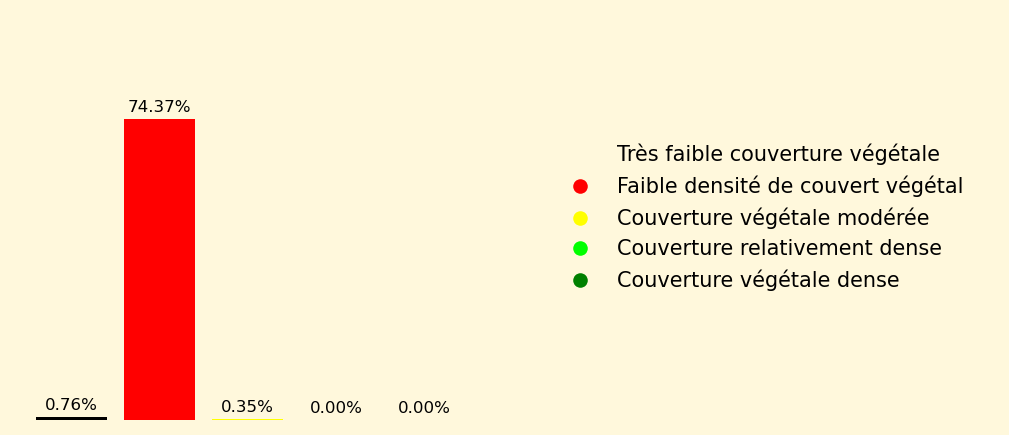 74.37%
0.76%
0.35%
0.00%
0.00%
Très faible couverture végétale
Faible densité de couvert végétal
Couverture végétale modérée
Couverture relativement dense
Couverture végétale dense